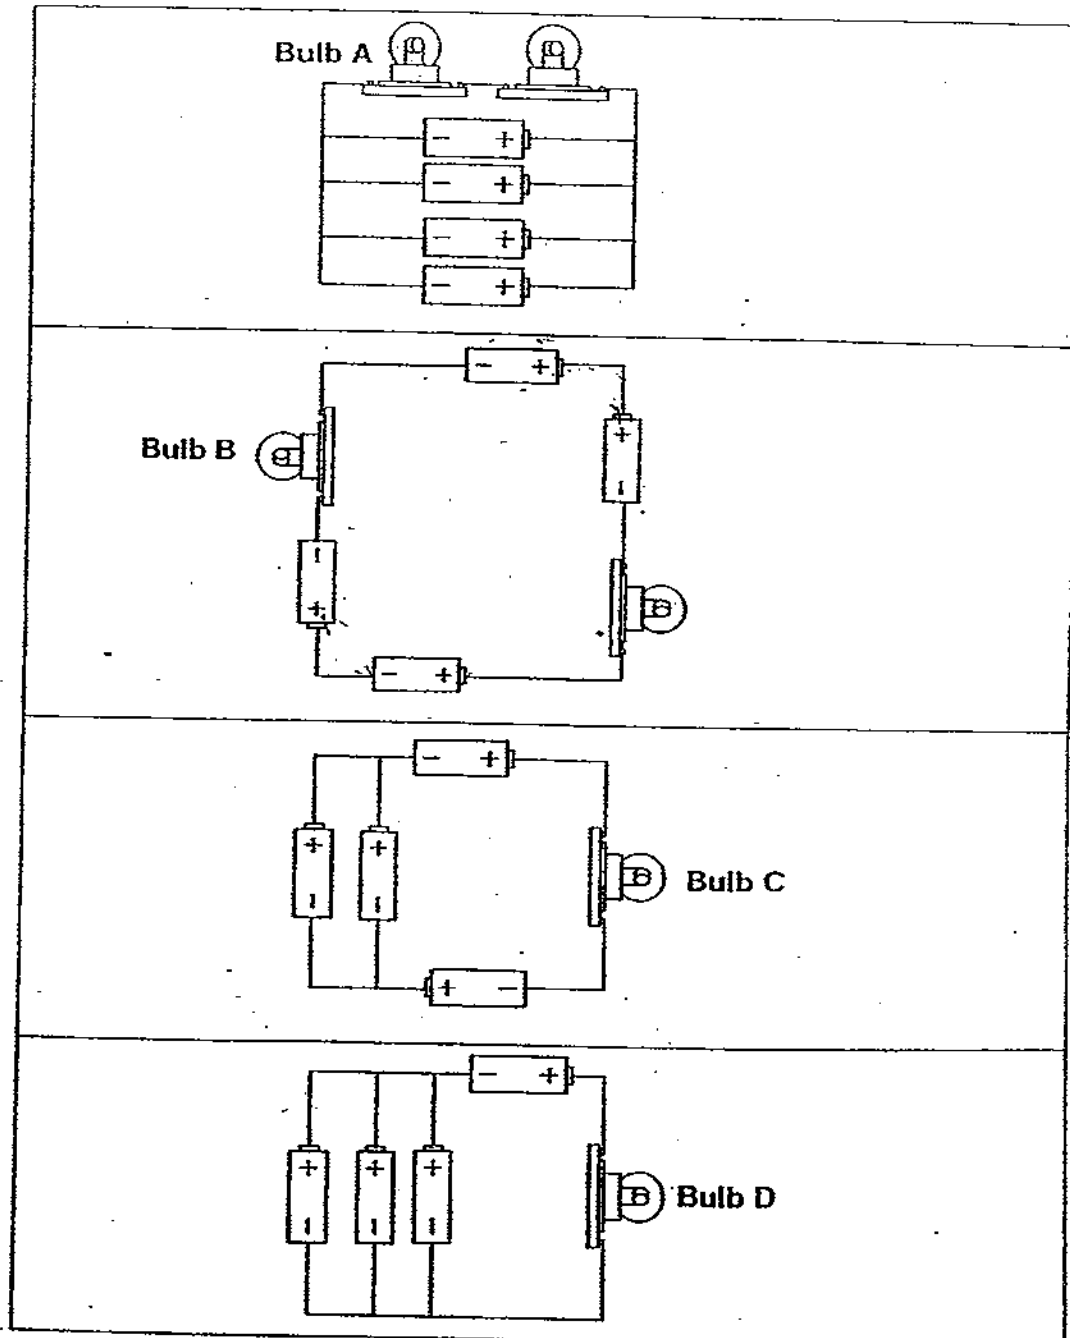 Bulb A
- +
- +
- +
- +
- +
+
-
Bulb B
-
+
- +
- +
+ +
- -
Bulb C
+ -
- +
+ + +
- - -
Bulb D